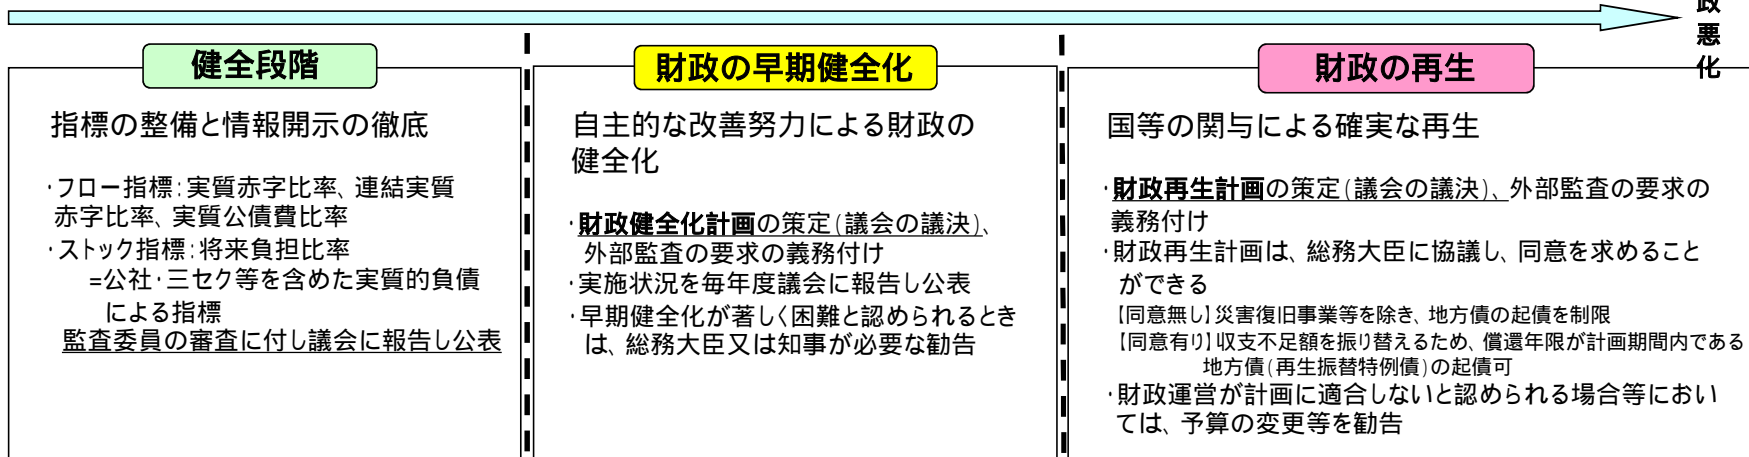 政
悪
化
健全段階
指標の整備と情報開示の徹底
・フロー指標:実質赤字比率、連結実質
赤字比率、実質公債費比率
・ストック指標:将来負担比率
=公社・三セク等を含めた実質的負債
による指標
監査委員の審査に付し議会に報告し公表
財政の早期健全化
自主的な改善努力による財政の
健全化
・財政健全化計画の策定(議会の議決)、
外部監査の要求の義務付け
・実施状況を毎年度議会に報告し公表
・早期健全化が著しく困難と認められるとき
は、総務大臣又は知事が必要な勧告
財政の再生
国等の関与による確実な再生
・財政再生計画の策定(議会の議決)、外部監査の要求の
義務付け
・財政再生計画は、総務大臣に協議し、同意を求めること
ができる
【同意無し】災害復旧事業等を除き、地方債の起債を制限
【同意有り】収支不足額を振り替えるため、償還年限が計画期間内である
地方債(再生振替特例債)の起債可
・財政運営が計画に適合しないと認められる場合等におい
ては、予算の変更等を勧告